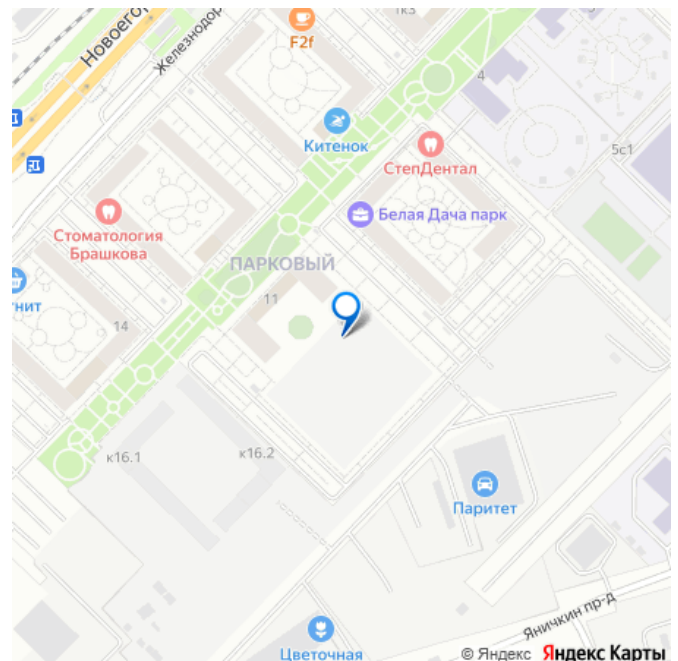 1к3
F2f
Новоегор
Железнодор
4
Китенок
5с1
СтепДентал
Белая Дача парк
Стоматология
Брашкова
ПАРКОВЫЙ
нит
11
14
к16.1
к16.2
Паритет
Яничкин пр-д
Цветочная
© Яндекс Яндекс Карты